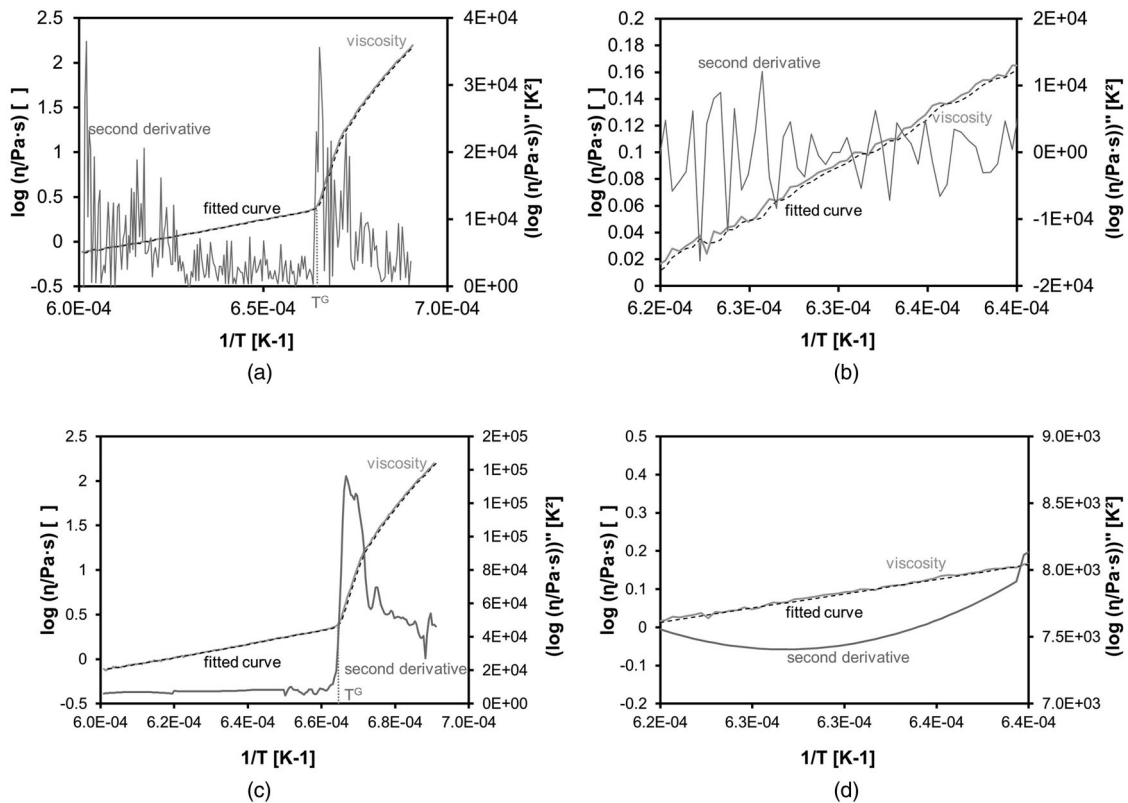 2.5
2
1.5
1
0.5
0
-0.5
log (η/Pa·s) [ ]
4E+04
3E+04
2E+04
1E+04
0E+00
(log (η/Pa·s))" [K²]
viscosity
second derivative
fitted curve
T^G
6.0E-04 6.5E-04 7.0E-04
1/T [K-1]
(a)
0.2
0.18
0.16
0.14
0.12
0.1
0.08
0.06
0.04
0.02
0
log (η/Pa·s) [ ]
2E+04
1E+04
0E+00
-1E+04
-2E+04
(log (η/Pa·s))" [K²]
second derivative
viscosity
fitted curve
6.2E-04 6.3E-04 6.3E-04 6.4E-04 6.4E-04
1/T [K-1]
(b)
2.5
2
1.5
1
0.5
0
-0.5
log (η/Pa·s) [ ]
2E+05
1E+05
1E+05
1E+05
8E+04
6E+04
4E+04
2E+04
0E+00
(log (η/Pa·s))" [K²]
viscosity
fitted curve
second derivative
T^G
6.0E-04 6.2E-04 6.4E-04 6.6E-04 6.8E-04 7.0E-04
1/T [K-1]
(c)
0.5
0.4
0.3
0.2
0.1
0
-0.1
-0.2
log (η/Pa·s) [ ]
9.0E+03
8.5E+03
8.0E+03
7.5E+03
7.0E+03
(log (η/Pa·s))" [K²]
viscosity
fitted curve
second derivative
6.2E-04 6.3E-04 6.3E-04 6.4E-04 6.4E-04
1/T [K-1]
(d)